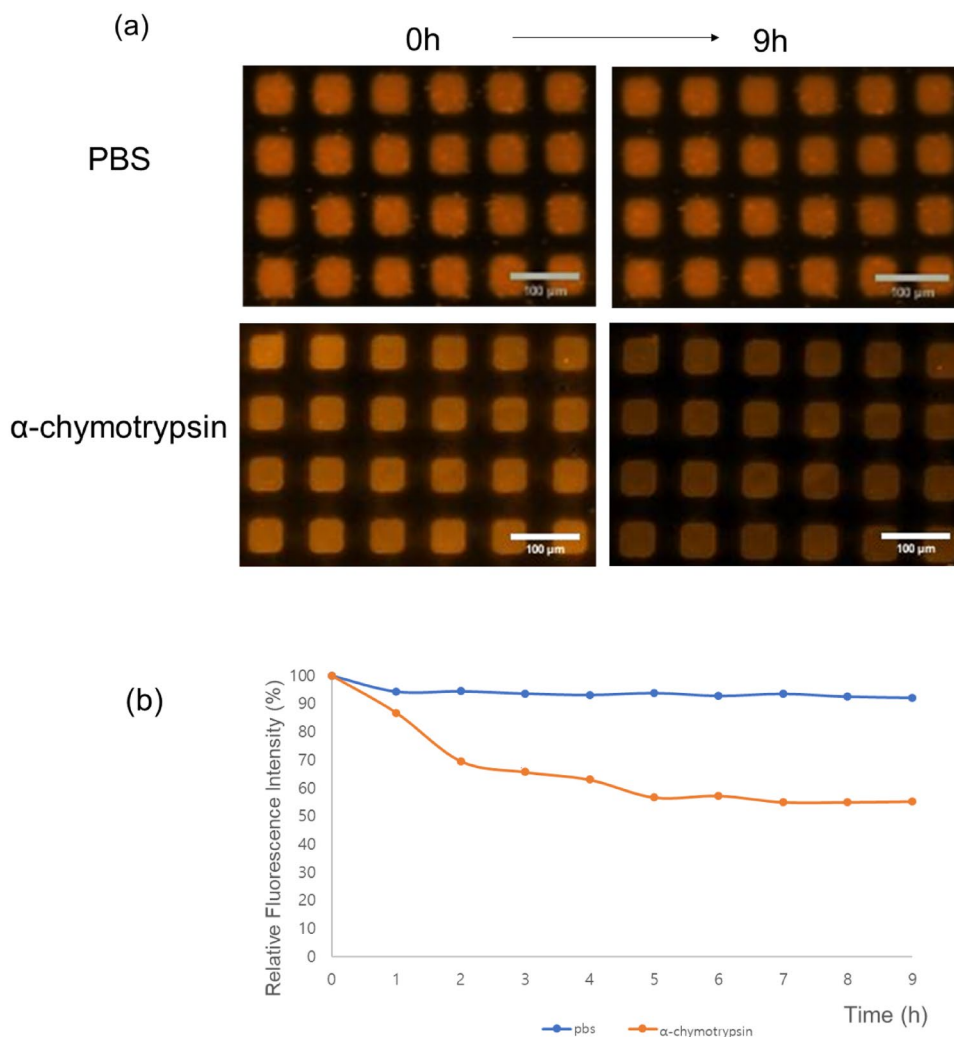 (a)
0h 9h
PBS
100 µm 100 µm
α-chymotrypsin
100 µm 100 µm
(b)
Relative Fluorescence Intensity (%)
100
90
80
70
60
50
40
30
20
10
0
0 1 2 3 4 5 6 7 8 9
Time (h)
pbs α-chymotrypsin